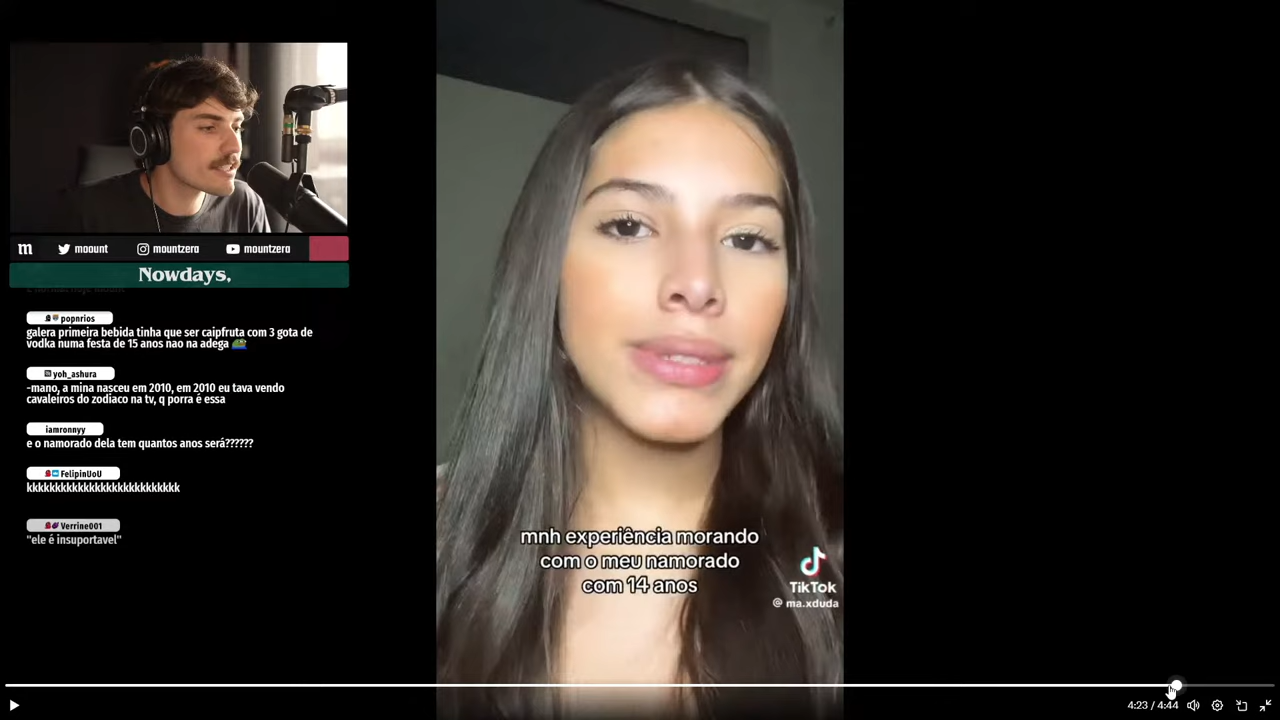 m moount mountzera mountzera
Nowdays,
popnrios
galera primeira bebida tinha que ser caipfruta com 3 gota de
vodka numa festa de 15 anos nao na adega
yoh_ashura
-mano, a mina nasceu em 2010, em 2010 eu tava vendo
cavaleiros do zodiaco na tv, q porra é essa
iamronnyy
e o namorado dela tem quantos anos será??????
FelipinUoU
kkkkkkkkkkkkkkkkkkkkkkkkkk
Verrine001
"ele é insuportavel"
mnh experiência morando
com o meu namorado
com 14 anos
TikTok
@ ma.xduda
4:23 / 4:44